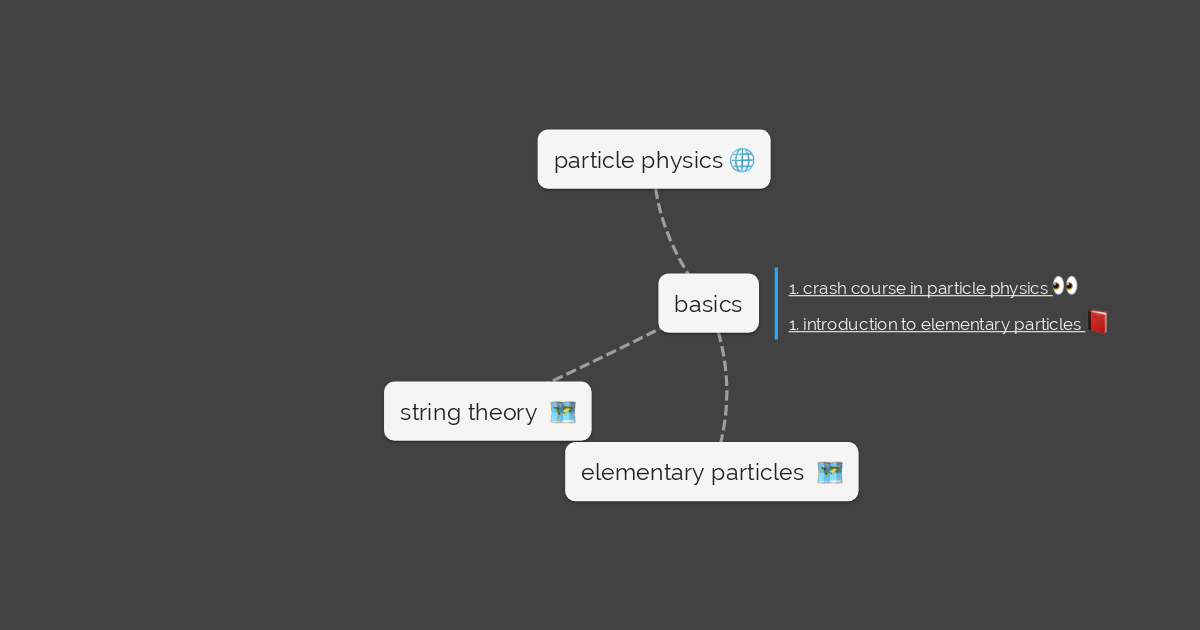 particle physics
basics
1. crash course in particle physics
1. introduction to elementary particles
string theory
elementary particles